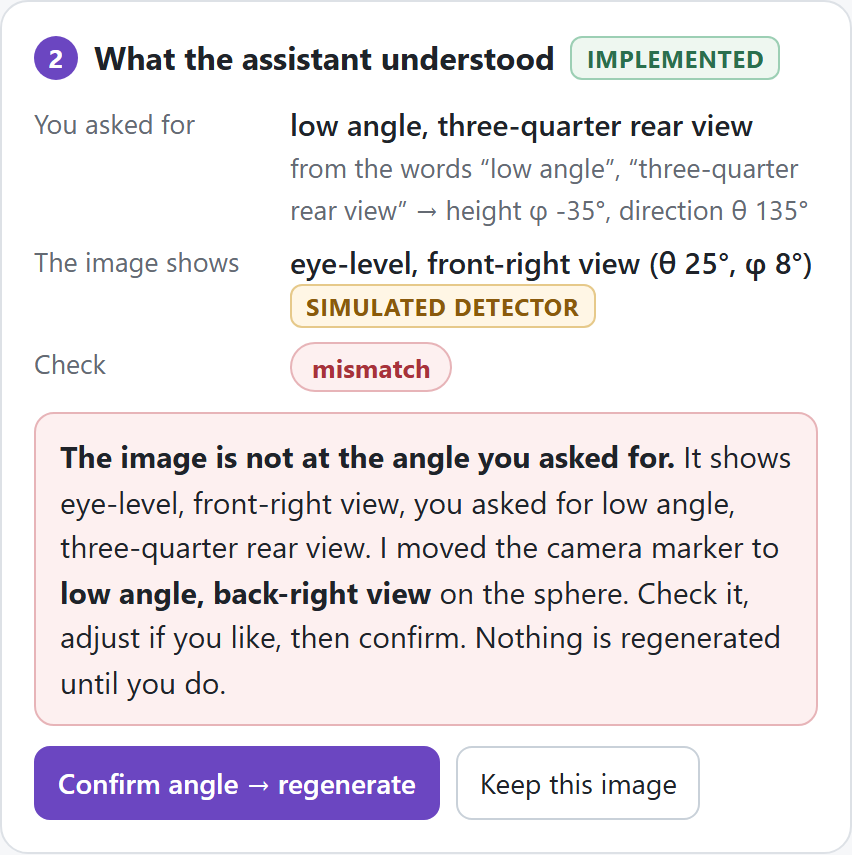 2 What the assistant understood IMPLEMENTED
You asked for low angle, three-quarter rear view
from the words “low angle”, “three-quarter
rear view” → height φ -35°, direction θ 135°
The image shows eye-level, front-right view (θ 25°, φ 8°)
SIMULATED DETECTOR
Check mismatch
The image is not at the angle you asked for. It shows
eye-level, front-right view, you asked for low angle,
three-quarter rear view. I moved the camera marker to
low angle, back-right view on the sphere. Check it,
adjust if you like, then confirm. Nothing is regenerated
until you do.
Confirm angle → regenerate Keep this image